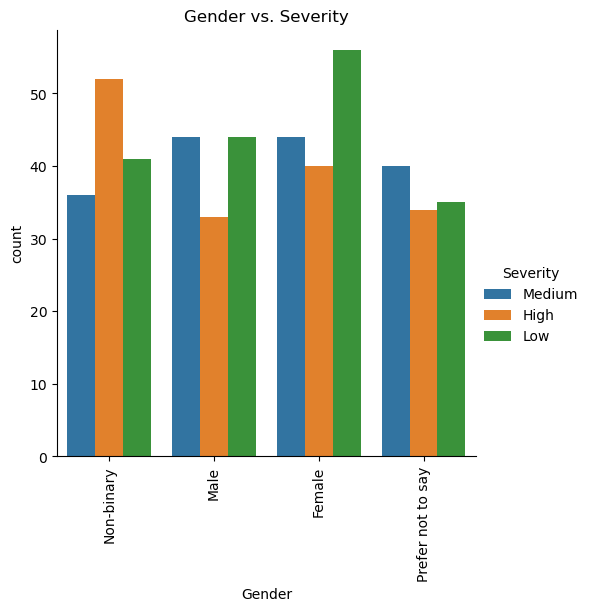 Gender vs. Severity
50
40
30
20
10
0
count
Non-binary
Male
Female
Prefer not to say
Gender
Severity
Medium
High
Low